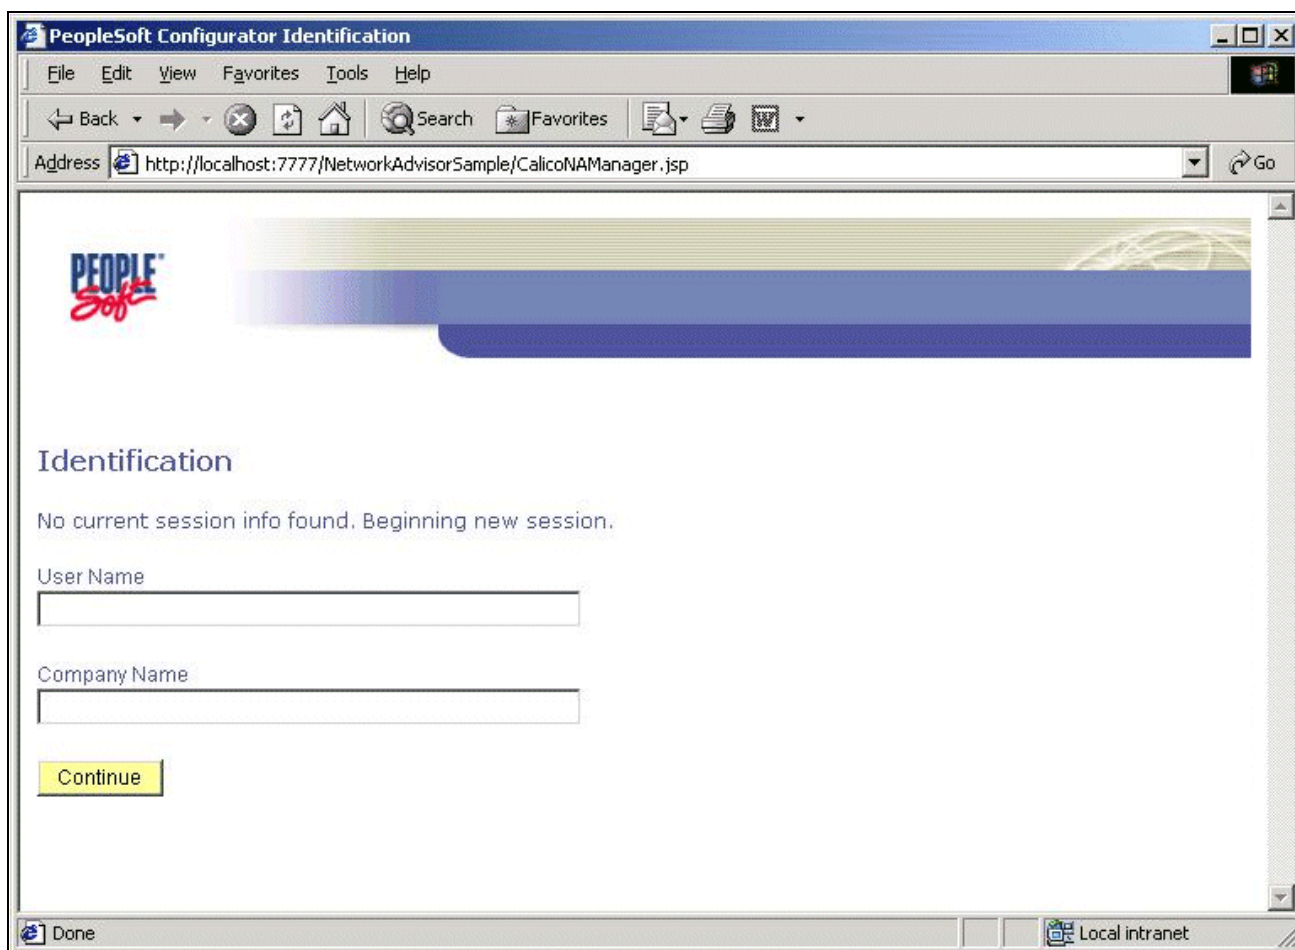 PeopleSoft Configurator Identification
File Edit View Favorites Tools Help
Back Search Favorites
Address http://localhost:7777/NetworkAdvisorSample/CalicoNAManager.jsp Go
PEOPLE
Soft
Identification
No current session info found. Beginning new session.
User Name
Company Name
Continue
Done Local intranet